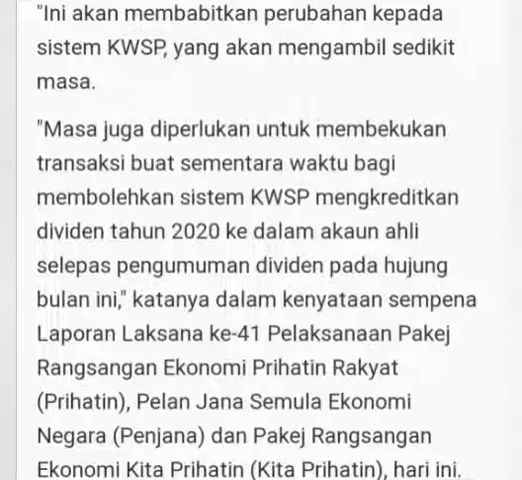 "Ini akan membabitkan perubahan kepada
sistem KWSP, yang akan mengambil sedikit
masa.
"Masa juga diperlukan untuk membekukan
transaksi buat sementara waktu bagi
membolehkan sistem KWSP mengkreditkan
dividen tahun 2020 ke dalam akaun ahli
selepas pengumuman dividen pada hujung
bulan ini," katanya dalam kenyataan sempena
Laporan Laksana ke-41 Pelaksanaan Pakej
Rangsangan Ekonomi Prihatin Rakyat
(Prihatin), Pelan Jana Semula Ekonomi
Negara (Penjana) dan Pakej Rangsangan
Ekonomi Kita Prihatin (Kita Prihatin), hari ini.